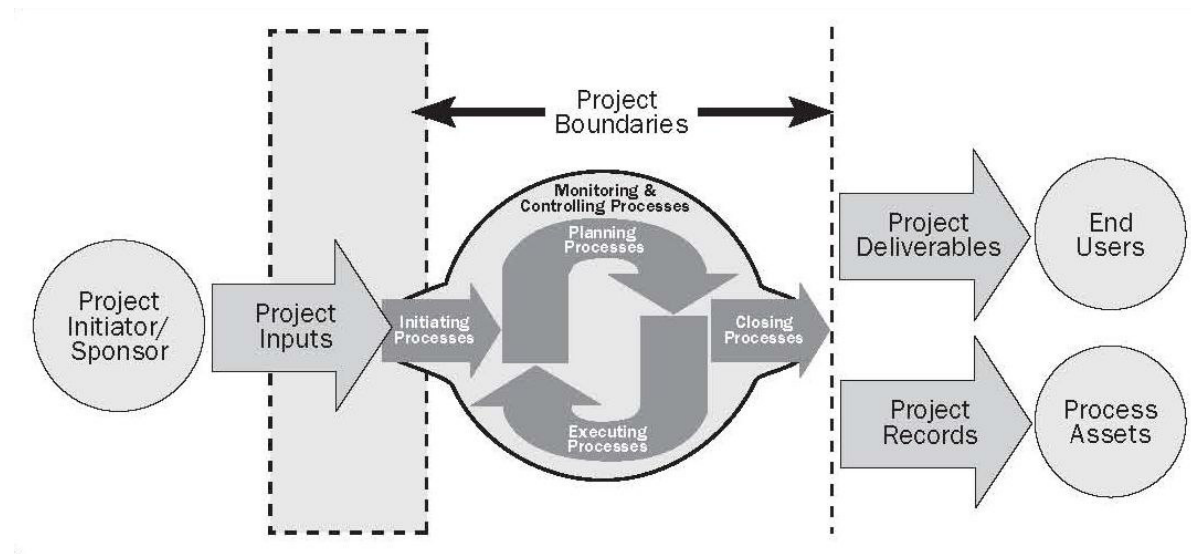 Project
Boundaries
Monitoring &
Controlling Processes
Planning
Processes
Project
Initiator/
Sponsor
Project
Inputs
Initiating
Processes
Closing
Processes
Executing
Processes
Project
Deliverables
End
Users
Project
Records
Process
Assets